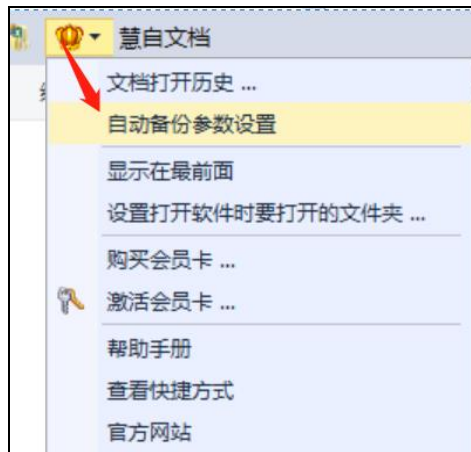 慧自文档
文档打开历史 ...
自动备份参数设置
显示在最前面
设置打开软件时要打开的文件夹 ...
购买会员卡 ...
激活会员卡 ...
帮助手册
查看快捷方式
官方网站